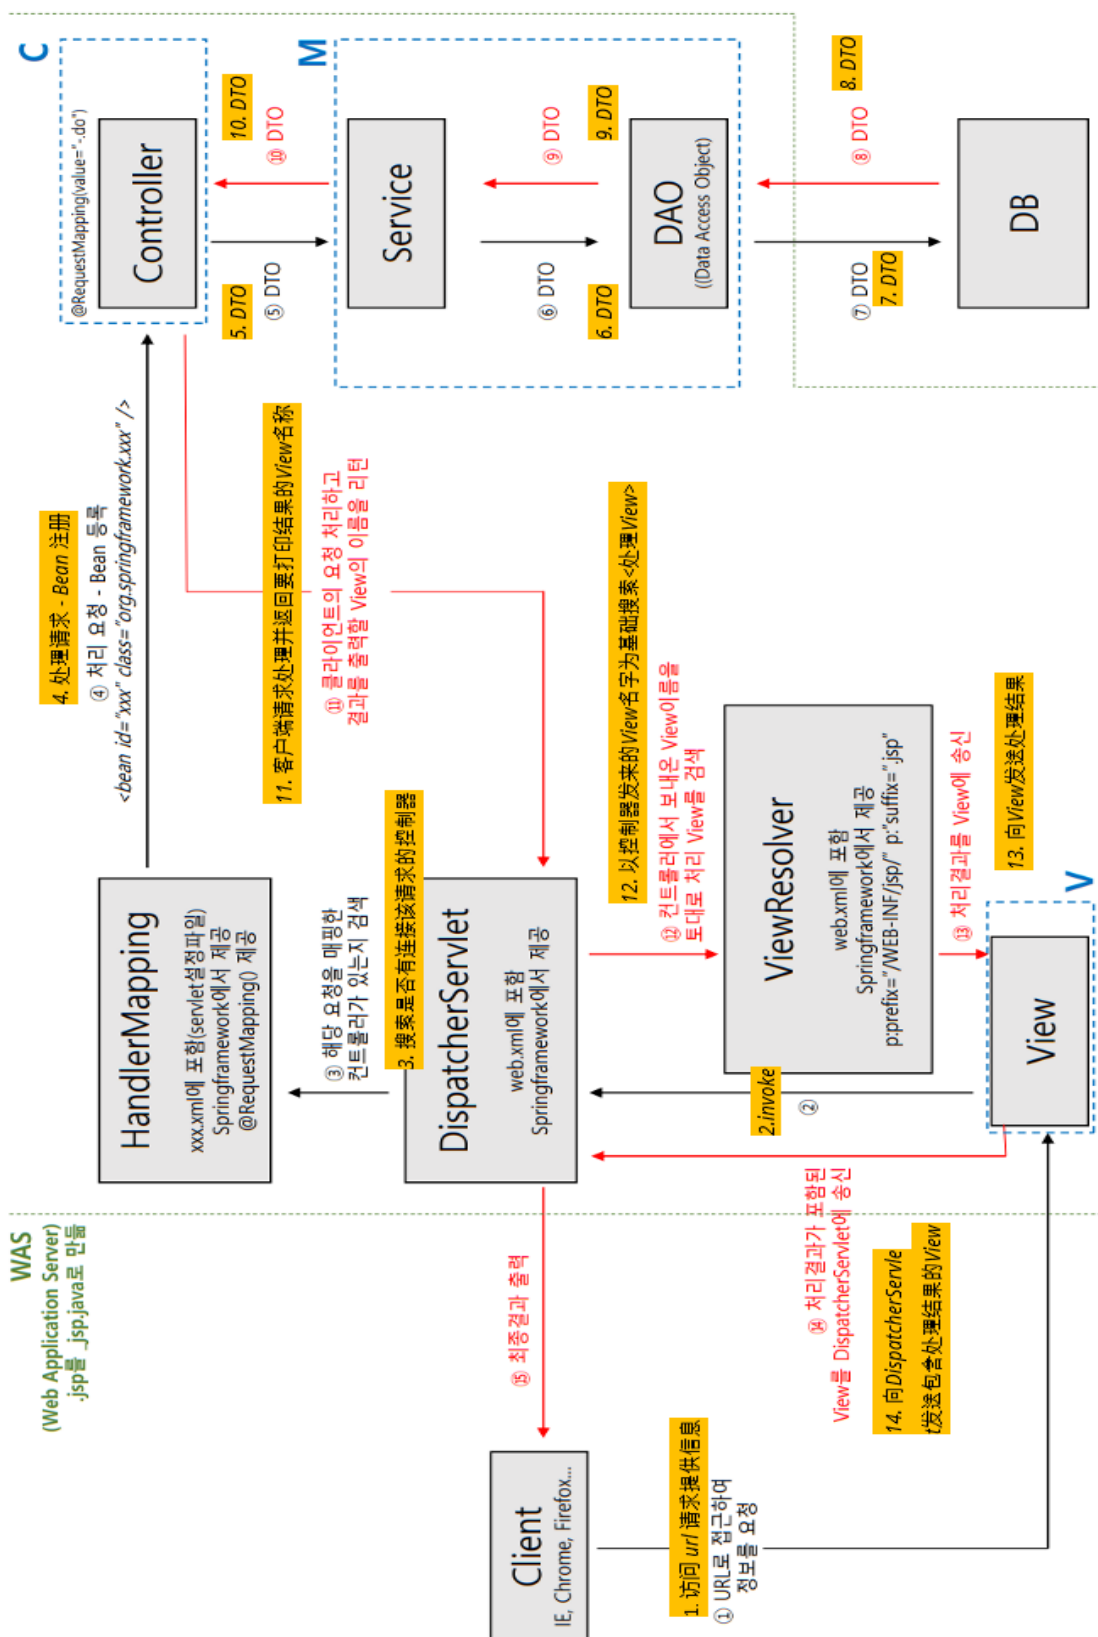 WAS
(Web Application Server)
.jsp를 _jsp.java로 만듦
Client
IE, Chrome, Firefox...
1. 访问 url 请求提供信息
① URL로 접근하여
정보를 요청
⑮ 최종결과 출력
⑭ 처리결과가 포함된
View를 DispatcherServlet에 송신
14. 向DispatcherServle
t发送包含处理结果的View
HandlerMapping
xxx.xml에 포함(servlet설정파일)
Springframework에서 제공
@RequestMapping() 제공
③ 해당 요청을 매핑한
컨트롤러가 있는지 검색
3. 搜索是否有连接该请求的控制器
DispatcherServlet
web.xml에 포함
Springframework에서 제공
2.invoke
②
View
V
4. 处理请求 - Bean 注册
④ 처리 요청 - Bean 등록
<bean id="xxx" class="org.springframework.xxx" />
11. 客户端请求处理并返回要打印结果的View名称
⑪ 클라이언트의 요청 처리하고
결과를 출력할 View의 이름을 리턴
12. 以控制器发来的View名字为基础搜索<处理View>
⑫ 컨트롤러에서 보내온 View이름을
토대로 처리 View를 검색
ViewResolver
web.xml에 포함
Springframework에서 제공
p:prefix="/WEB-INF/jsp/" p:"suffix=".jsp"
⑬ 처리결과를 View에 송신
13. 向View发送处理结果
C
@RequestMapping(value="-.do")
Controller
5. DTO
⑤ DTO
10. DTO
⑩ DTO
M
Service
⑥ DTO
6. DTO
⑨ DTO
9. DTO
DAO
((Data Access Object)
⑦ DTO
7. DTO
8. DTO
⑧ DTO
DB